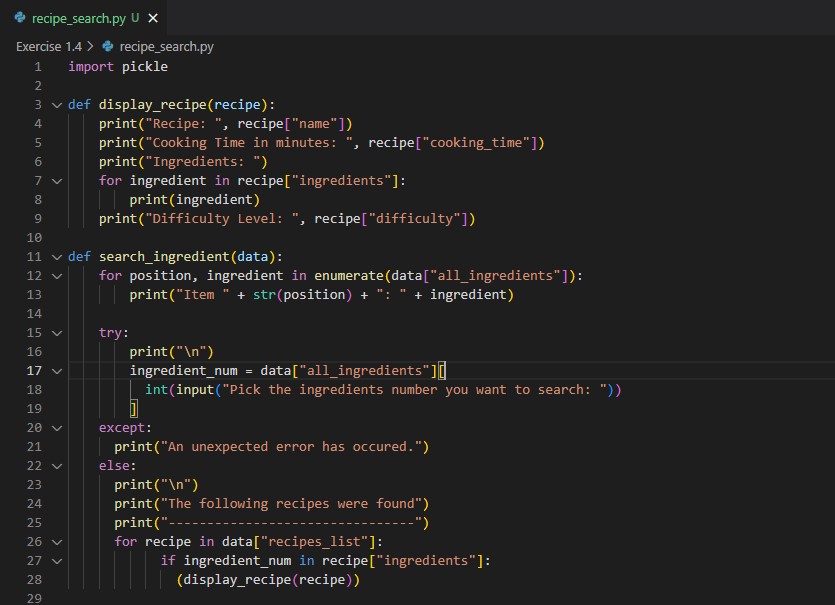 recipe_search.py U ×
Exercise 1.4 > recipe_search.py
1 import pickle
2
3 def display_recipe(recipe):
4     print("Recipe: ", recipe["name"])
5     print("Cooking Time in minutes: ", recipe["cooking_time"])
6     print("Ingredients: ")
7     for ingredient in recipe["ingredients"]:
8         print(ingredient)
9     print("Difficulty Level: ", recipe["difficulty"])
10
11 def search_ingredient(data):
12     for position, ingredient in enumerate(data["all_ingredients"]):
13         print("Item " + str(position) + ": " + ingredient)
14
15     try:
16         print("\n")
17         ingredient_num = data["all_ingredients"][
18           int(input("Pick the ingredients number you want to search: "))
19         ]
20     except:
21       print("An unexpected error has occured.")
22     else:
23       print("\n")
24       print("The following recipes were found")
25       print("--------------------------------")
26       for recipe in data["recipes_list"]:
27             if ingredient_num in recipe["ingredients"]:
28               (display_recipe(recipe))
29